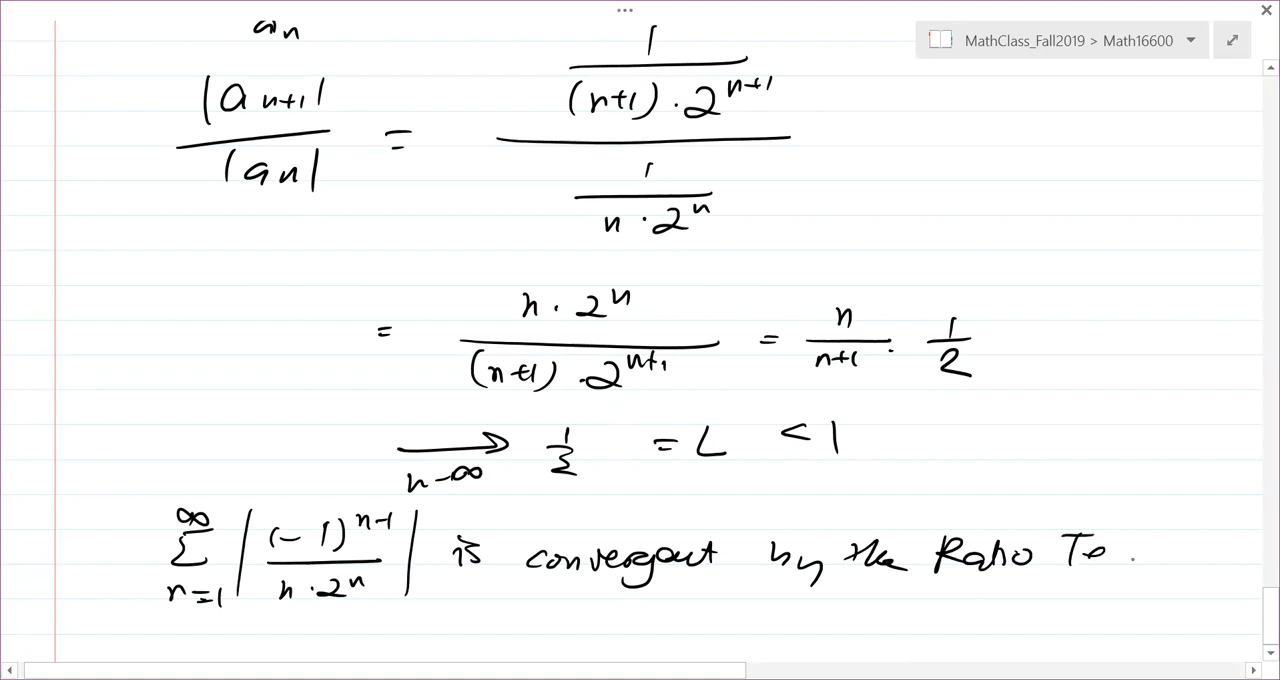 MathClass_Fall2019 > Math16600
a_n
|a_{n+1}| / |a_n| = (1 / ((n+1) · 2^{n+1})) / (1 / (n · 2^n))
= (n · 2^n) / ((n+1) · 2^{n+1}) = n/(n+1) · 1/2
⟶ n→∞ 1/2 = L < 1
∑_{n=1}^∞ |(-1)^{n-1} / (n · 2^n)| is convergent by the Ratio Te